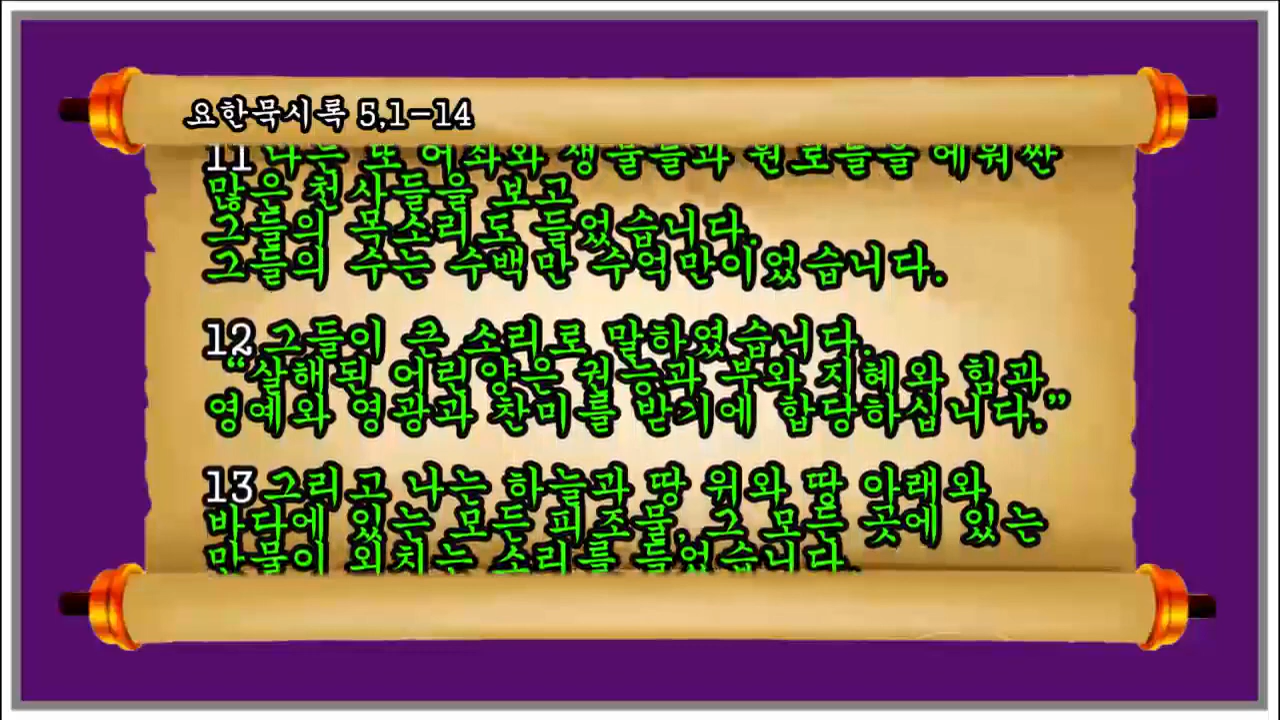 요한묵시록 5,1-14
11 나는 또 어좌와 생물들과 원로들을 에워싼
많은 천사들을 보고
그들의 목소리도 들었습니다.
그들의 수는 수백만 수억만이었습니다.
12 그들이 큰 소리로 말하였습니다.
“살해된 어린양은 권능과 부와 지혜와 힘과
영예와 영광과 찬미를 받기에 합당하십니다.”
13 그리고 나는 하늘과 땅 위와 땅 아래와
바다에 있는 모든 피조물, 그 모든 곳에 있는
만물이 외치는 소리를 들었습니다.